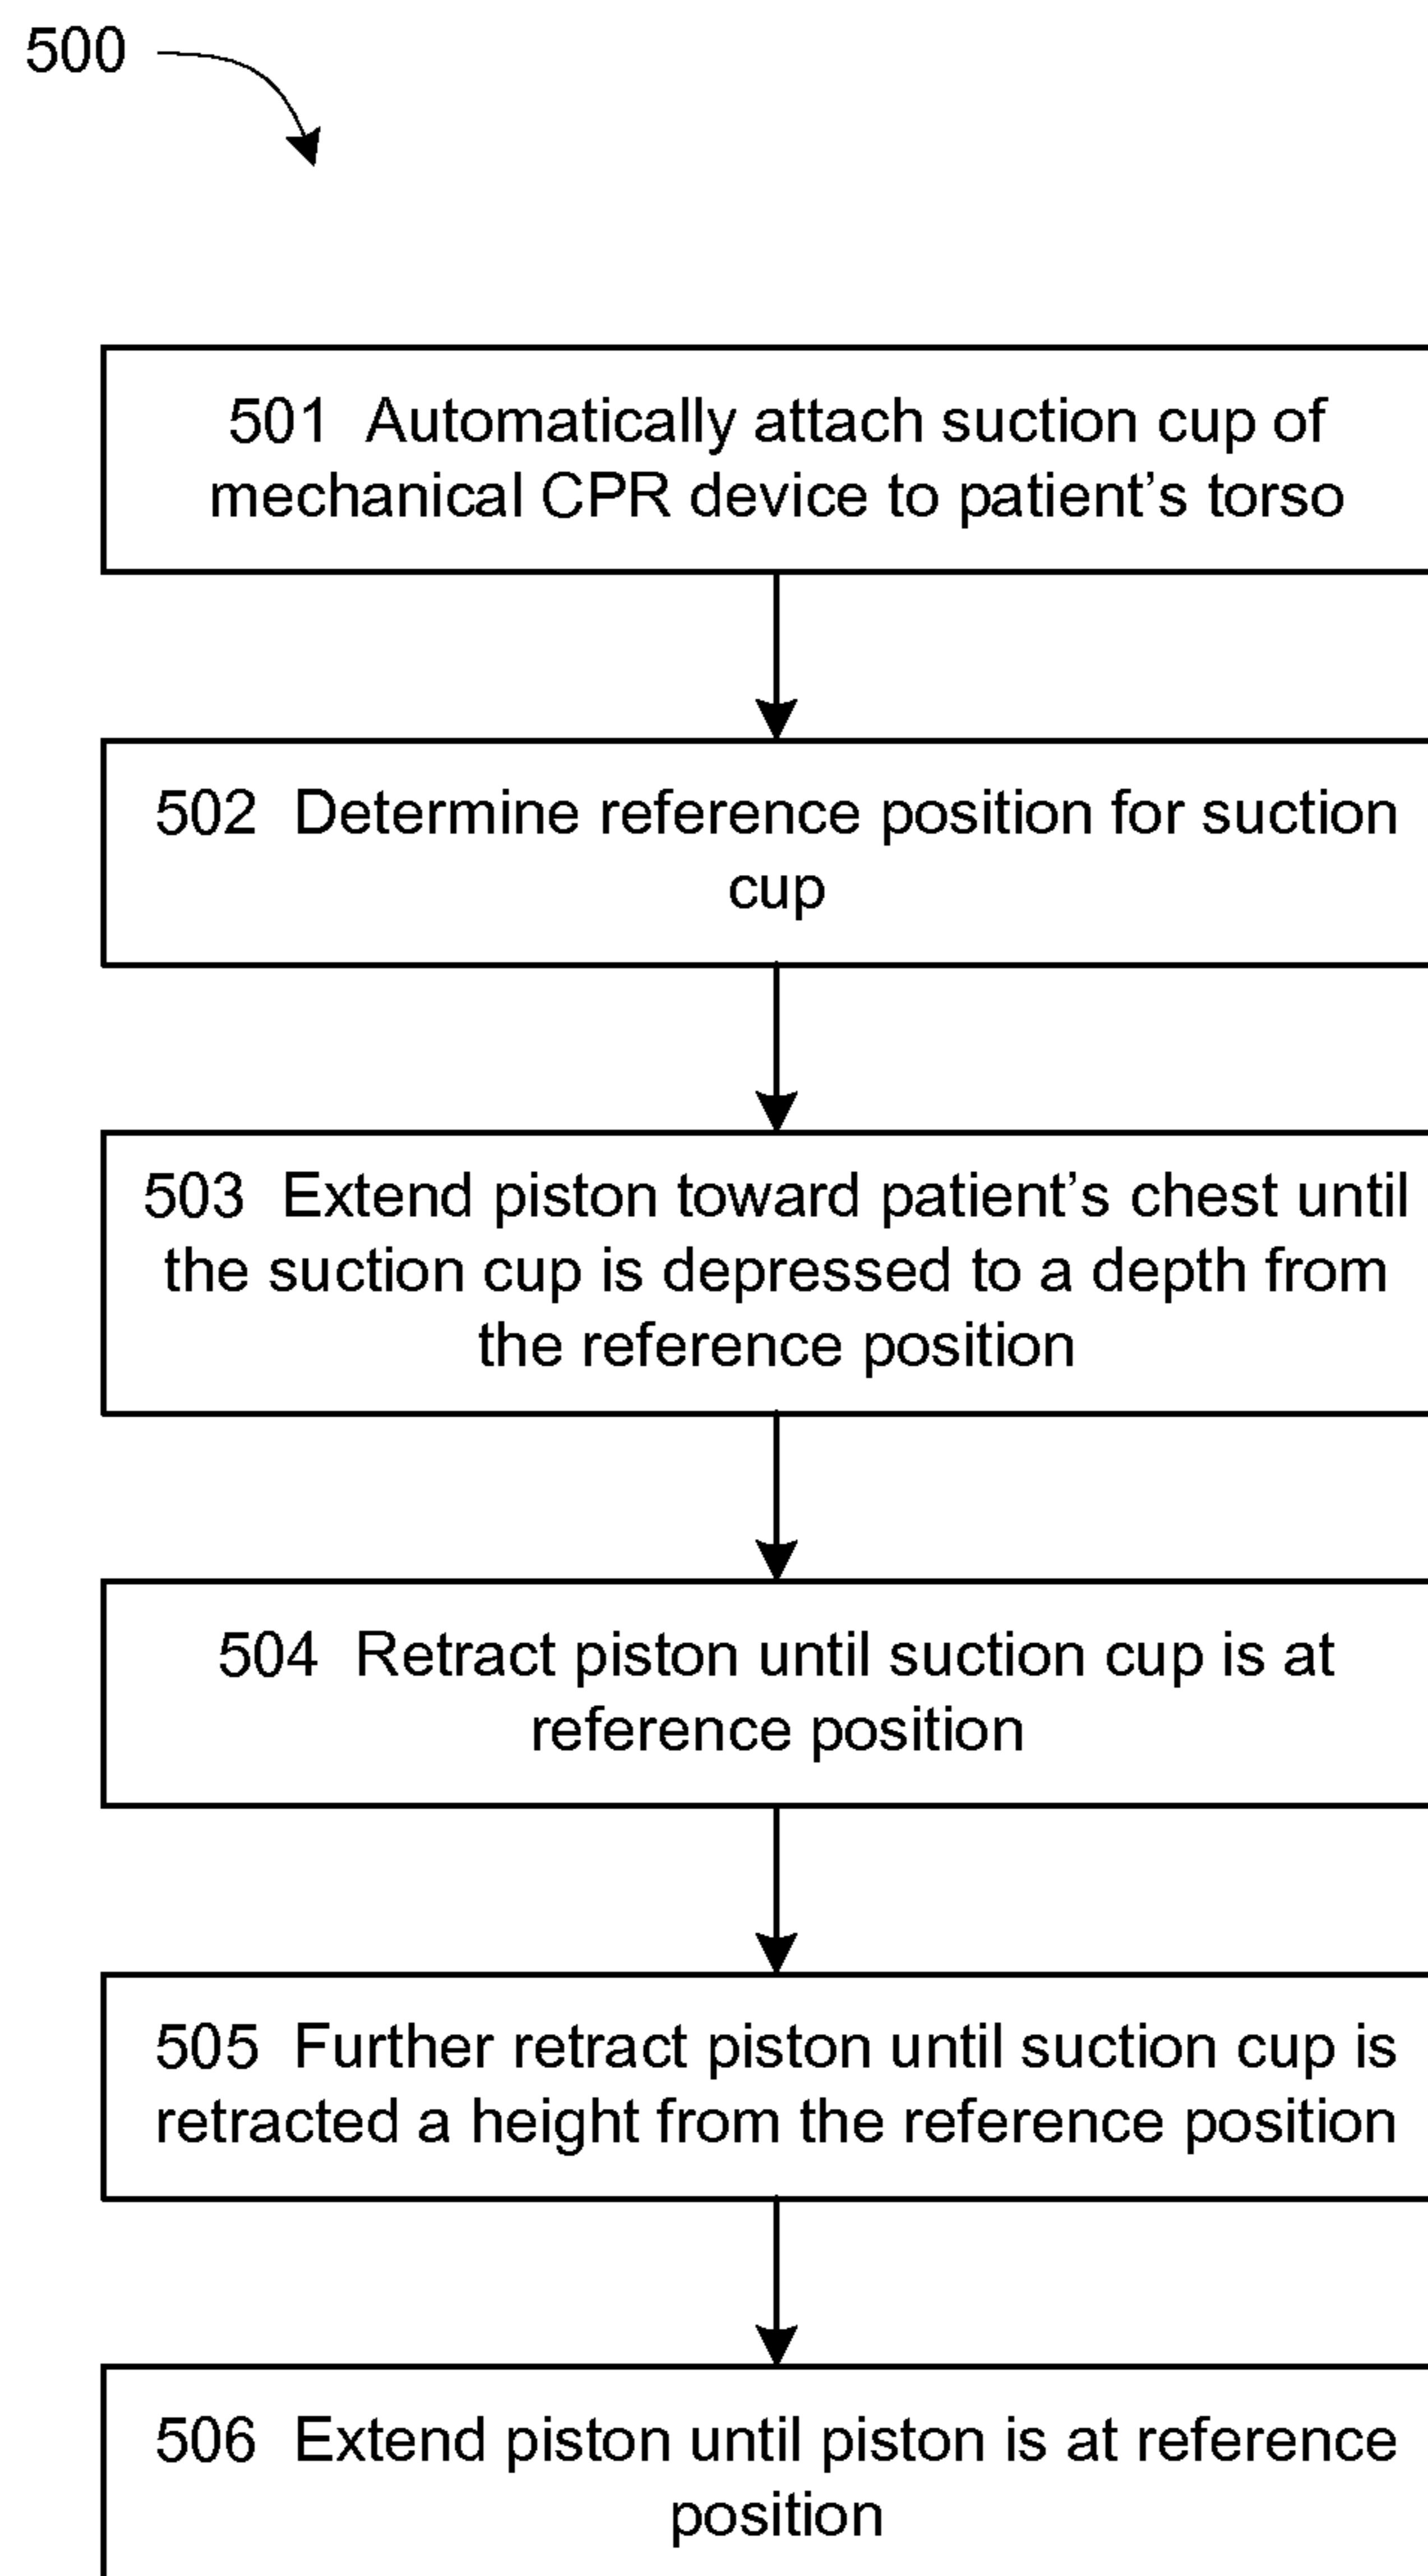 500
501 Automatically attach suction cup of
mechanical CPR device to patient's torso
502 Determine reference position for suction
cup
503 Extend piston toward patient's chest until
the suction cup is depressed to a depth from
the reference position
504 Retract piston until suction cup is at
reference position
505 Further retract piston until suction cup is
retracted a height from the reference position
506 Extend piston until piston is at reference
position